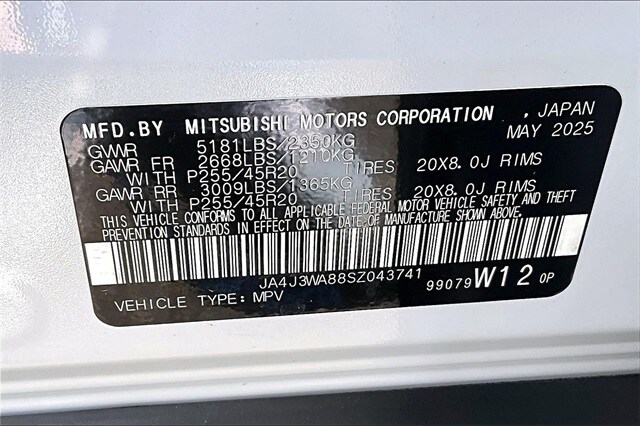 MFD.BY MITSUBISHI MOTORS CORPORATION , JAPAN
GVWR 5181LBS/2350KG MAY 2025
GAWR FR 2668LBS/1210KG TIRES 20X8.0J RIMS
WITH P255/45R20
GAWR RR 3009LBS/1365KG TIRES 20X8.0J RIMS
WITH P255/45R20
THIS VEHICLE CONFORMS TO ALL APPLICABLE FEDERAL MOTOR VEHICLE SAFETY AND THEFT
PREVENTION STANDARDS IN EFFECT ON THE DATE OF MANUFACTURE SHOWN ABOVE.
JA4J3WA88SZ043741
VEHICLE TYPE: MPV 99079 W12 0P